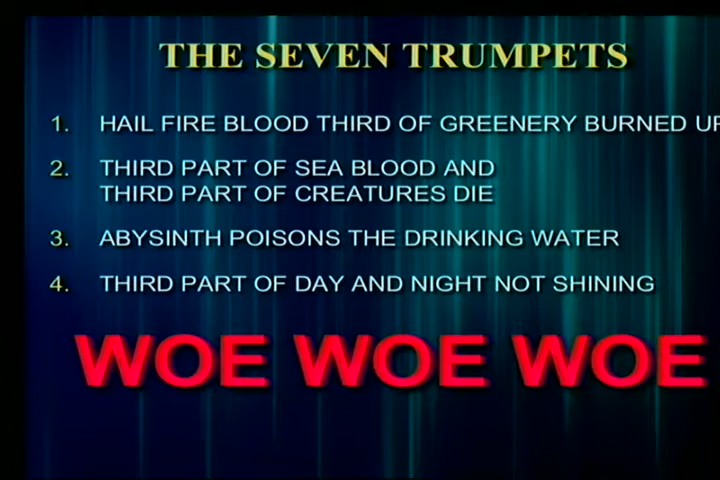 THE SEVEN TRUMPETS
1. HAIL FIRE BLOOD THIRD OF GREENERY BURNED UP
2. THIRD PART OF SEA BLOOD AND
THIRD PART OF CREATURES DIE
3. ABYSINTH POISONS THE DRINKING WATER
4. THIRD PART OF DAY AND NIGHT NOT SHINING
WOE WOE WOE